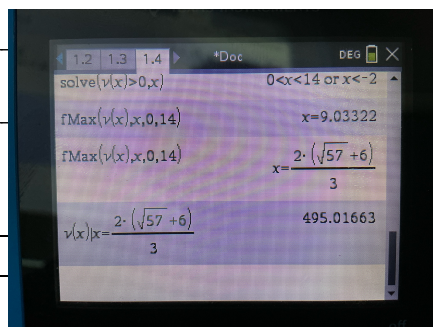 1.2 1.3 1.4 *Doc DEG
solve(v(x)>0,x) 0<x<14 or x<-2
fMax(v(x),x,0,14) x=9.03322
fMax(v(x),x,0,14) x=2·(√57 +6)/3
v(x)|x=2·(√57 +6)/3 495.01663